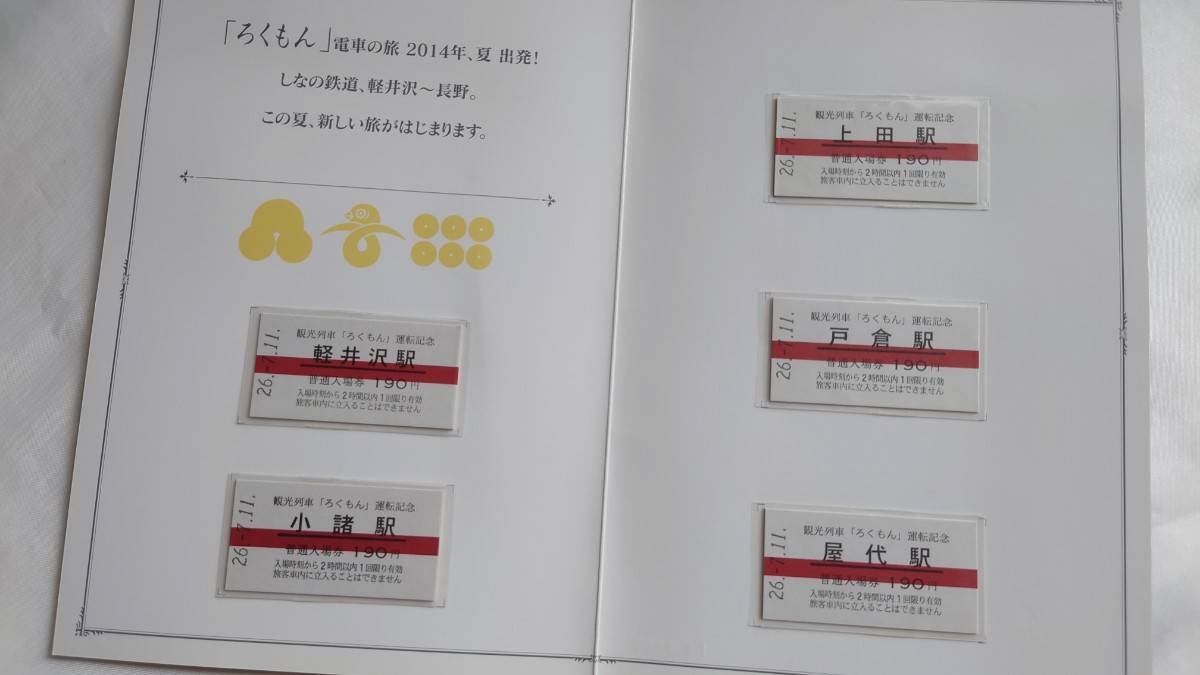 「ろくもん」電車の旅 2014年、夏 出発!
しなの鉄道、軽井沢〜長野。
この夏、新しい旅がはじまります。
26.-7.11.
観光列車「ろくもん」運転記念
軽井沢駅
普通入場券 190円
入場時刻から2時間以内1回限り有効
旅客車内に立入ることはできません
26.-7.11.
観光列車「ろくもん」運転記念
小諸駅
普通入場券 190円
入場時刻から2時間以内1回限り有効
旅客車内に立入ることはできません
26.-7.11.
観光列車「ろくもん」運転記念
上田駅
普通入場券 190円
入場時刻から2時間以内1回限り有効
旅客車内に立入ることはできません
26.-7.11.
観光列車「ろくもん」運転記念
戸倉駅
普通入場券 190円
入場時刻から2時間以内1回限り有効
旅客車内に立入ることはできません
26.-7.11.
観光列車「ろくもん」運転記念
屋代駅
普通入場券 190円
入場時刻から2時間以内1回限り有効
旅客車内に立入ることはできません